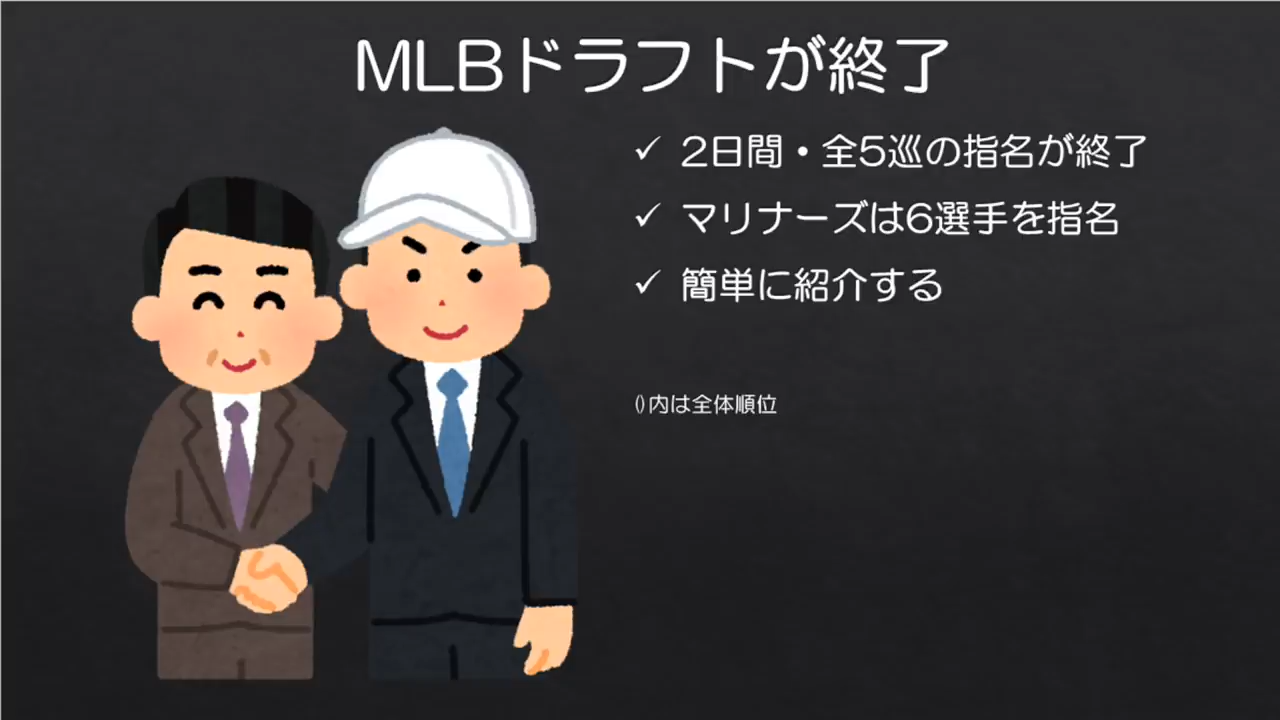 MLBドラフトが終了
✓ 2日間・全5巡の指名が終了
✓ マリナーズは6選手を指名
✓ 簡単に紹介する
()内は全体順位